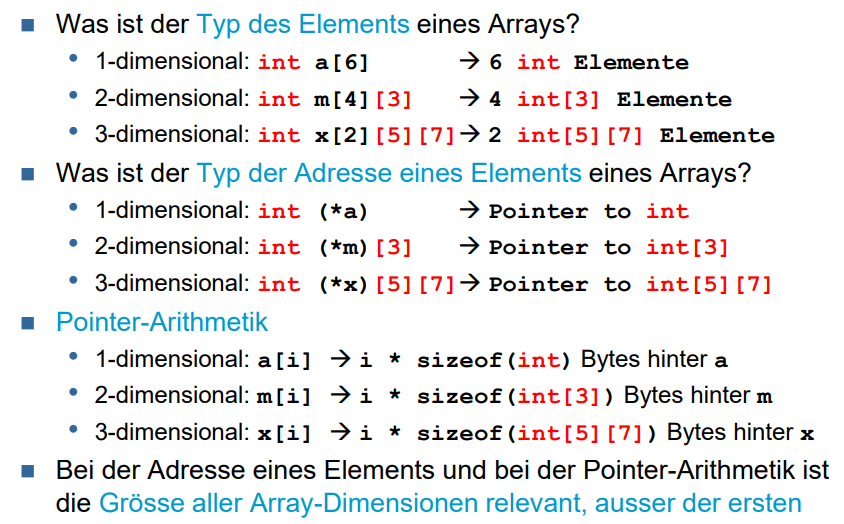 ■ Was ist der Typ des Elements eines Arrays?
• 1-dimensional: int a[6] → 6 int Elemente
• 2-dimensional: int m[4][3] → 4 int[3] Elemente
• 3-dimensional: int x[2][5][7] → 2 int[5][7] Elemente
■ Was ist der Typ der Adresse eines Elements eines Arrays?
• 1-dimensional: int (*a) → Pointer to int
• 2-dimensional: int (*m)[3] → Pointer to int[3]
• 3-dimensional: int (*x)[5][7] → Pointer to int[5][7]
■ Pointer-Arithmetik
• 1-dimensional: a[i] → i * sizeof(int) Bytes hinter a
• 2-dimensional: m[i] → i * sizeof(int[3]) Bytes hinter m
• 3-dimensional: x[i] → i * sizeof(int[5][7]) Bytes hinter x
■ Bei der Adresse eines Elements und bei der Pointer-Arithmetik ist
die Grösse aller Array-Dimensionen relevant, ausser der ersten